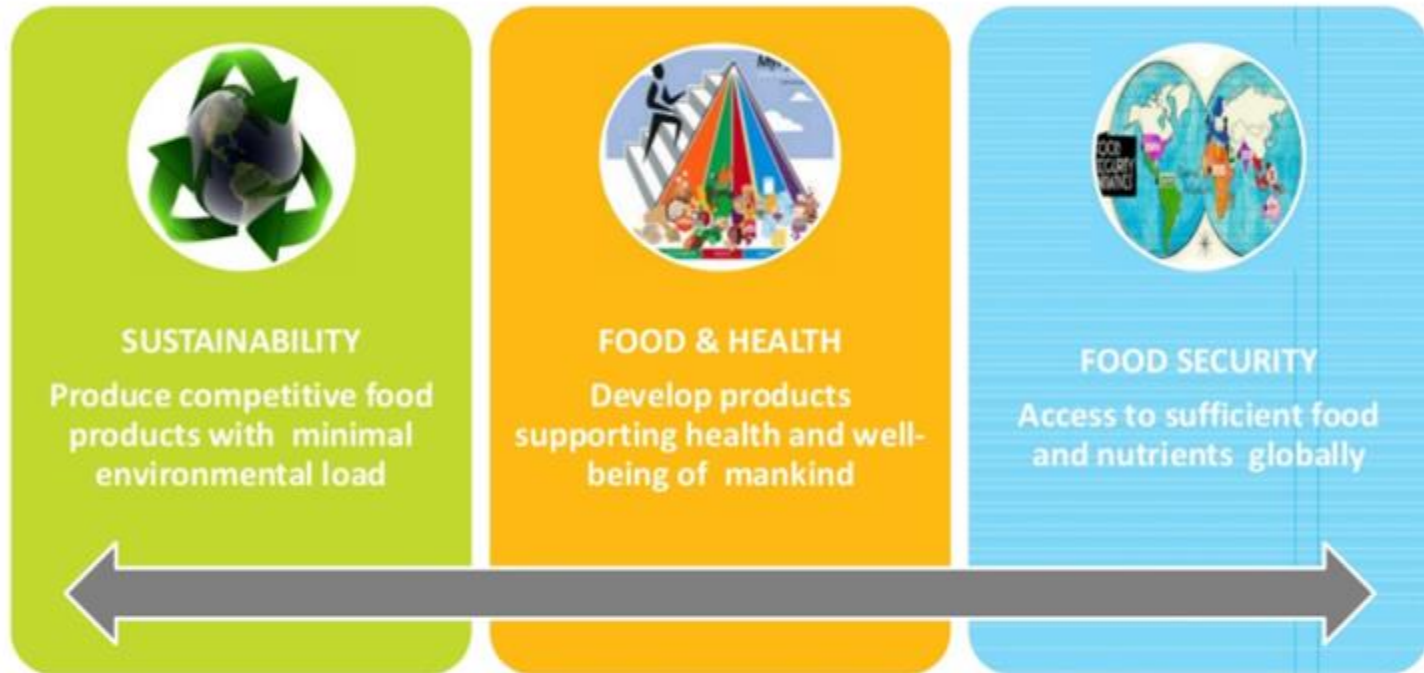 SUSTAINABILITY
Produce competitive food
products with minimal
environmental load
FOOD & HEALTH
Develop products
supporting health and well-
being of mankind
FOOD SECURITY
Access to sufficient food
and nutrients globally